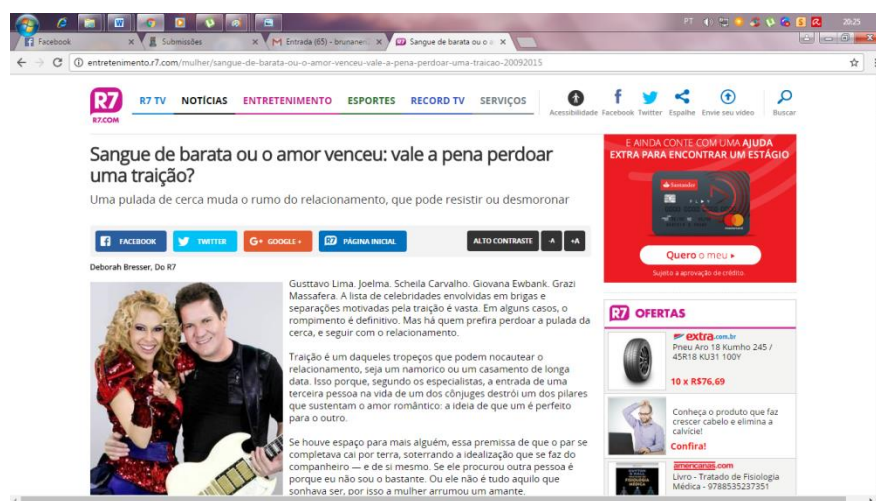 PT
20:25
Facebook
Submissões
Entrada (65) - brunaneri
Sangue de barata ou o a
entretenimento.r7.com/mulher/sangue-de-barata-ou-o-amor-venceu-vale-a-pena-perdoar-uma-traicao-20092015
R7
R7.COM
R7 TV NOTÍCIAS ENTRETENIMENTO ESPORTES RECORD TV SERVIÇOS
Acessibilidade Facebook Twitter Espalhe Envie seu vídeo Buscar
Sangue de barata ou o amor venceu: vale a pena perdoar
uma traição?
Uma pulada de cerca muda o rumo do relacionamento, que pode resistir ou desmoronar
FACEBOOK TWITTER G+ GOOGLE + R7 PÁGINA INICIAL ALTO CONTRASTE -A +A
Deborah Bresser, Do R7
Gusttavo Lima. Joelma. Scheila Carvalho. Giovana Ewbank. Grazi
Massafera. A lista de celebridades envolvidas em brigas e
separações motivadas pela traição é vasta. Em alguns casos, o
rompimento é definitivo. Mas há quem prefira perdoar a pulada da
cerca, e seguir com o relacionamento.
Traição é um daqueles tropeços que podem nocautear o
relacionamento, seja um namorico ou um casamento de longa
data. Isso porque, segundo os especialistas, a entrada de uma
terceira pessoa na vida de um dos cônjuges destrói um dos pilares
que sustentam o amor romântico: a ideia de que um é perfeito
para o outro.
Se houve espaço para mais alguém, essa premissa de que o par se
completava cai por terra, soterrando a idealização que se faz do
companheiro — e de si mesmo. Se ele procurou outra pessoa é
porque eu não sou o bastante. Ou ele não é tudo aquilo que
sonhava ser, por isso a mulher arrumou um amante.
E AINDA CONTE COM UMA AJUDA
EXTRA PARA ENCONTRAR UM ESTÁGIO
Santander
PLAY
Quero o meu
Sujeito a aprovação de crédito.
R7 OFERTAS
extra.com.br
Pneu Aro 18 Kumho 245 /
45R18 KU31 100Y
10 x R$76,69
Conheça o produto que faz
crescer cabelo e elimina a
calvície!
Confira!
americanas.com
Livro - Tratado de Fisiologia
Médica - 9788535237351
FISIOLOGIA
MÉDICA